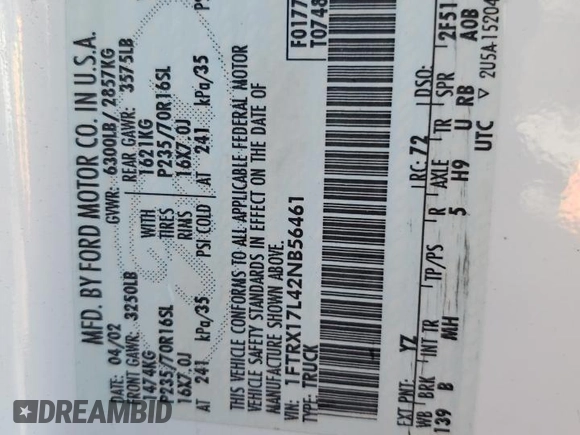 MFD. BY FORD MOTOR CO. IN U.S.A.
DATE: 04/02 GVWR: 6300LB/ 2857KG
FRONT GAWR: 3250LB REAR GAWR: 3575LB
1474KG WITH 1621KG
P235/70R16SL TIRES P235/70R16SL
16X7.0J RIMS 16X7.0J
AT 241 kPa/35 PSI COLD AT 241 kPa/35
THIS VEHICLE CONFORMS TO ALL APPLICABLE FEDERAL MOTOR
VEHICLE SAFETY STANDARDS IN EFFECT ON THE DATE OF
MANUFACTURE SHOWN ABOVE.
VIN: 1FTRX17L42NB56461
TYPE: TRUCK
F0177
T0748
EXT PNT: YZ RC: 72 DSO:
WB BRK INT TR TP/PS R AXLE TR SPR
139 B MH 5 H9 U RB A0B
2F51
UTC ▽ 2U5A-15204
DREAMBID